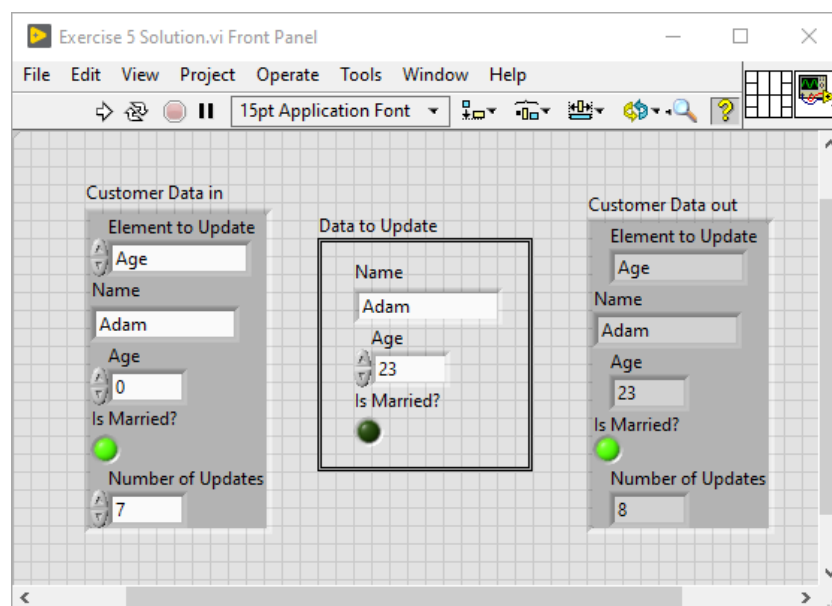 Exercise 5 Solution.vi Front Panel
File Edit View Project Operate Tools Window Help
15pt Application Font
Customer Data in
Element to Update
Age
Name
Adam
Age
0
Is Married?
Number of Updates
7
Data to Update
Name
Adam
Age
23
Is Married?
Customer Data out
Element to Update
Age
Name
Adam
Age
23
Is Married?
Number of Updates
8